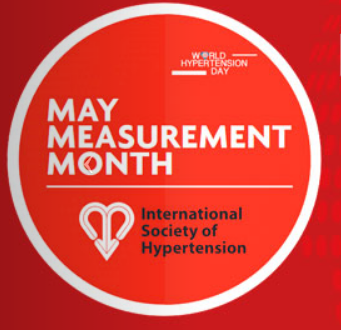 WORLD
HYPERTENSION
DAY
MAY
MEASUREMENT
MONTH
International
Society of
Hypertension